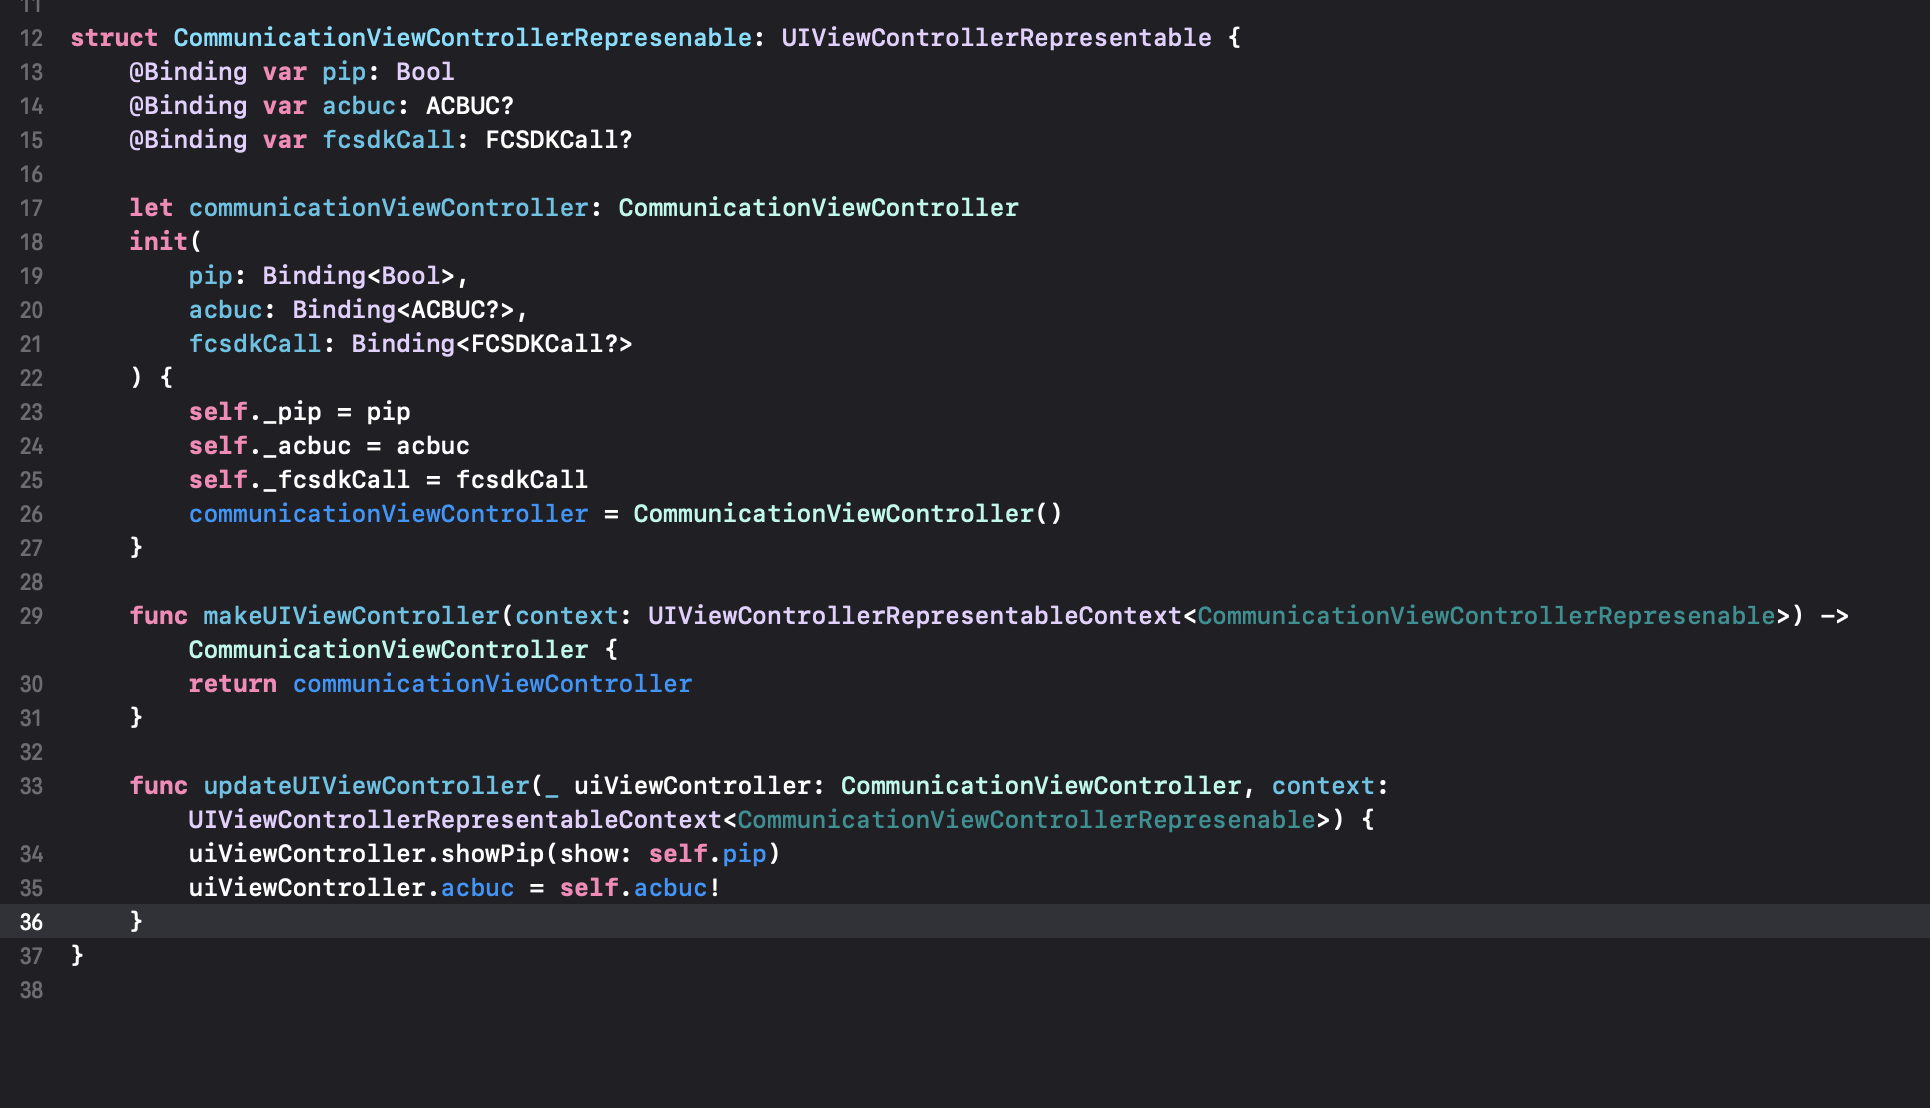 11
12 struct CommunicationViewControllerRepresenable: UIViewControllerRepresentable {
13     @Binding var pip: Bool
14     @Binding var acbuc: ACBUC?
15     @Binding var fcsdkCall: FCSDKCall?
16
17     let communicationViewController: CommunicationViewController
18     init(
19         pip: Binding<Bool>,
20         acbuc: Binding<ACBUC?>,
21         fcsdkCall: Binding<FCSDKCall?>
22     ) {
23         self._pip = pip
24         self._acbuc = acbuc
25         self._fcsdkCall = fcsdkCall
26         communicationViewController = CommunicationViewController()
27     }
28
29     func makeUIViewController(context: UIViewControllerRepresentableContext<CommunicationViewControllerRepresenable>) ->
            CommunicationViewController {
30         return communicationViewController
31     }
32
33     func updateUIViewController(_ uiViewController: CommunicationViewController, context:
            UIViewControllerRepresentableContext<CommunicationViewControllerRepresenable>) {
34         uiViewController.showPip(show: self.pip)
35         uiViewController.acbuc = self.acbuc!
36     }
37 }
38